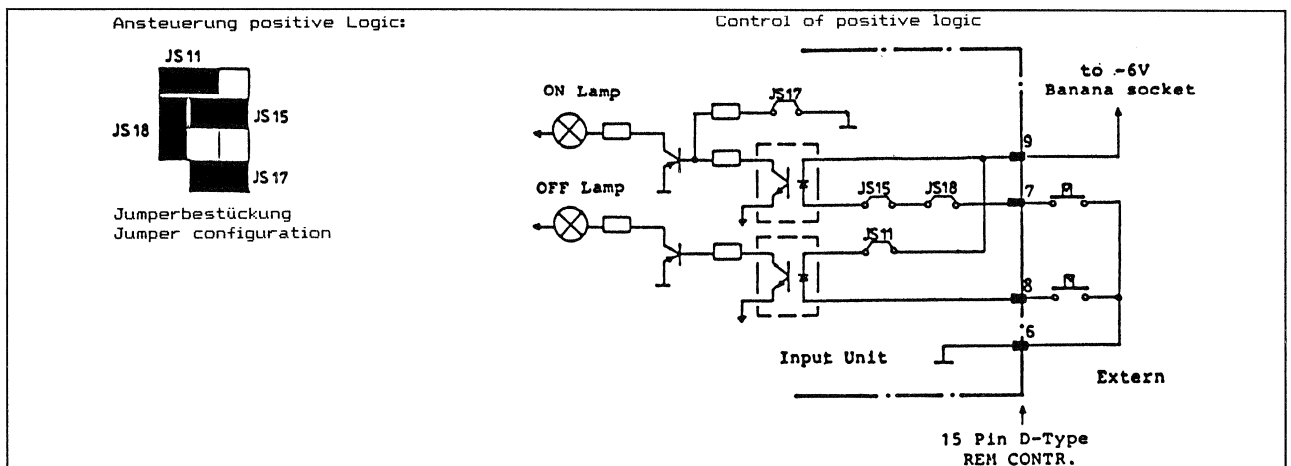 Ansteuerung positive Logic:
Control of positive logic
JS11
JS18
JS15
JS17
Jumperbestückung
Jumper configuration
to -6V
Banana socket
ON Lamp
JS17
9
OFF Lamp
JS15
JS18
7
JS11
8
6
Input Unit
Extern
15 Pin D-Type
REM CONTR.